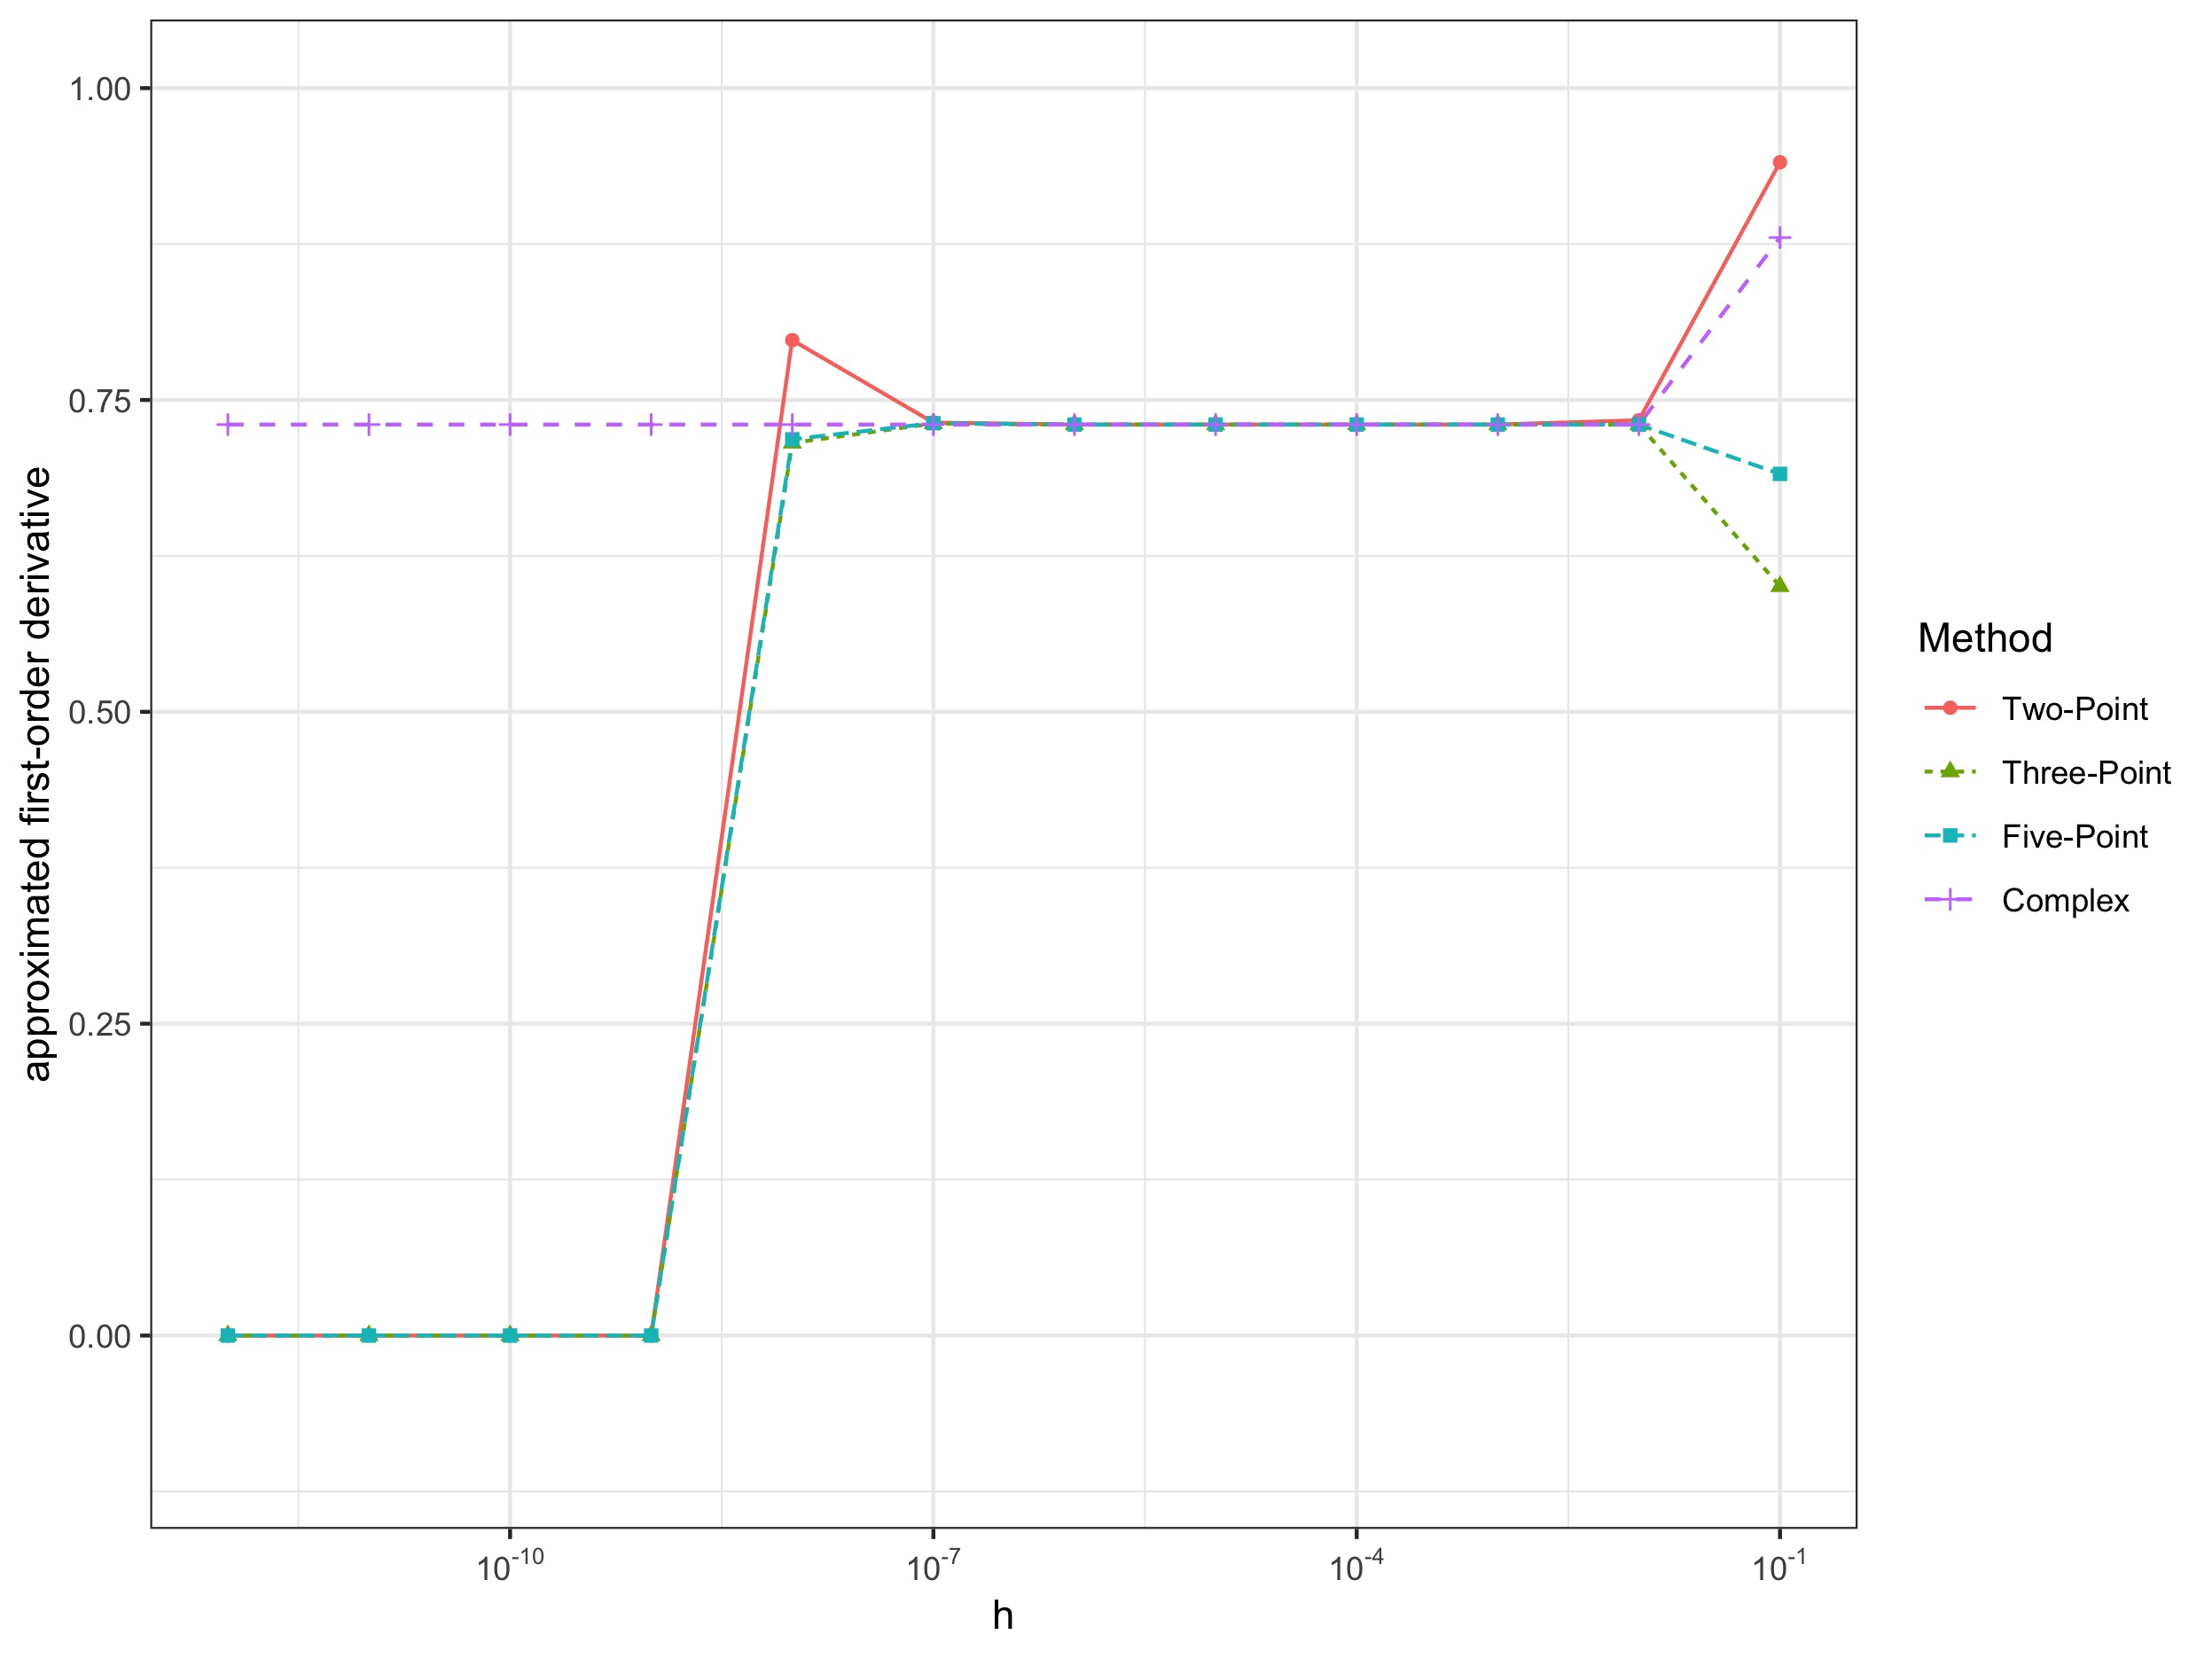 approximated first-order derivative
1.00
0.75
0.50
0.25
0.00
10^-10
10^-7
10^-4
10^-1
h
Method
Two-Point
Three-Point
Five-Point
Complex